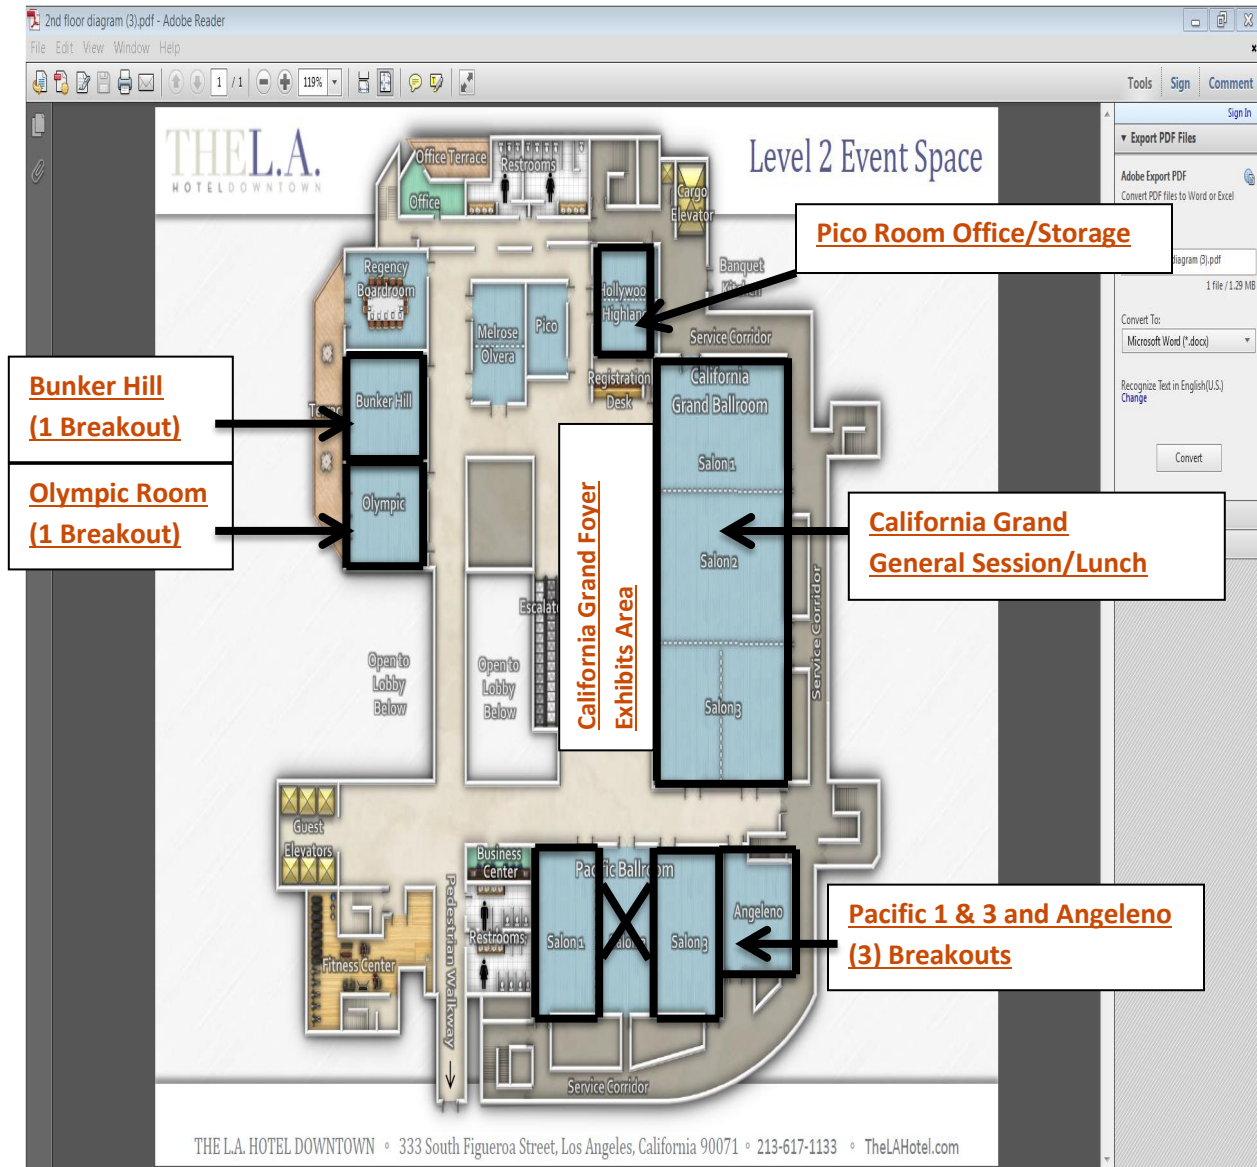 2nd floor diagram (3).pdf - Adobe Reader
File Edit View Window Help
1 / 1
119%
Tools
Sign
Comment
Sign In
Export PDF Files
Adobe Export PDF
Convert PDF files to Word or Excel
diagram (3).pdf
1 file / 1.29 MB
Convert To:
Microsoft Word (*.docx)
Recognize Text in English(U.S.)
Change
Convert
THE L.A.
HOTEL DOWNTOWN
Level 2 Event Space
Office Terrace
Restrooms
Office
Cargo
Elevator
Pico Room Office/Storage
Regency
Boardroom
Banquet
Hollywood
Highland
Melrose
Olvera
Pico
Service Corridor
Registration
Desk
California
Grand Ballroom
Bunker Hill
(1 Breakout)
Bunker Hill
Salon 1
Olympic Room
(1 Breakout)
Olympic
California Grand Foyer
Exhibits Area
California Grand
General Session/Lunch
Salon 2
Service Corridor
Open to
Lobby
Below
Open to
Lobby
Below
Salon 3
Guest
Elevators
Business
Center
Pacific Ballroom
Pedestrian Walkway
Restrooms
Salon 1
Salon 3
Angeleno
Pacific 1 & 3 and Angeleno
(3) Breakouts
Fitness Center
Service Corridor
THE L.A. HOTEL DOWNTOWN ◦ 333 South Figueroa Street, Los Angeles, California 90071 ◦ 213-617-1133 ◦ TheLAHotel.com